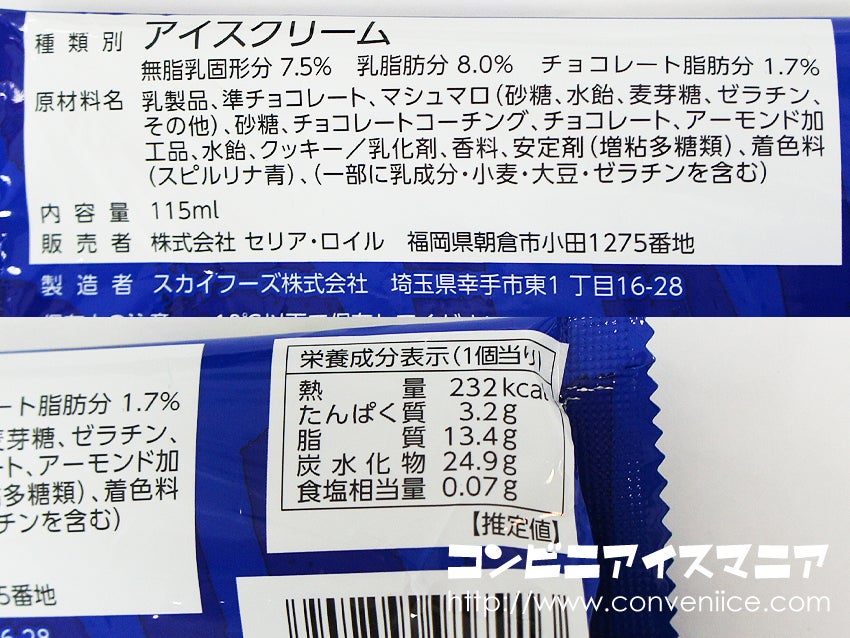 種類別 アイスクリーム
無脂乳固形分 7.5% 乳脂肪分 8.0% チョコレート脂肪分 1.7%
原材料名 乳製品、準チョコレート、マシュマロ(砂糖、水飴、麦芽糖、ゼラチン、
その他)、砂糖、チョコレートコーチング、チョコレート、アーモンド加
工品、水飴、クッキー/乳化剤、香料、安定剤(増粘多糖類)、着色料
(スピルリナ青)、(一部に乳成分・小麦・大豆・ゼラチンを含む)
内容量 115ml
販売者 株式会社 セリア・ロイル 福岡県朝倉市小田1275番地
製造者 スカイフーズ株式会社 埼玉県幸手市東1丁目16-28
ート脂肪分 1.7%
麦芽糖、ゼラチン、
ート、アーモンド加
粘多糖類)、着色料
チンを含む)
5番地
6-28
栄養成分表示(1個当り)
熱量 232kcal
たんぱく質 3.2g
脂質 13.4g
炭水化物 24.9g
食塩相当量 0.07g
【推定値】
コンビニアイスマニア
http://www.conveniice.com/